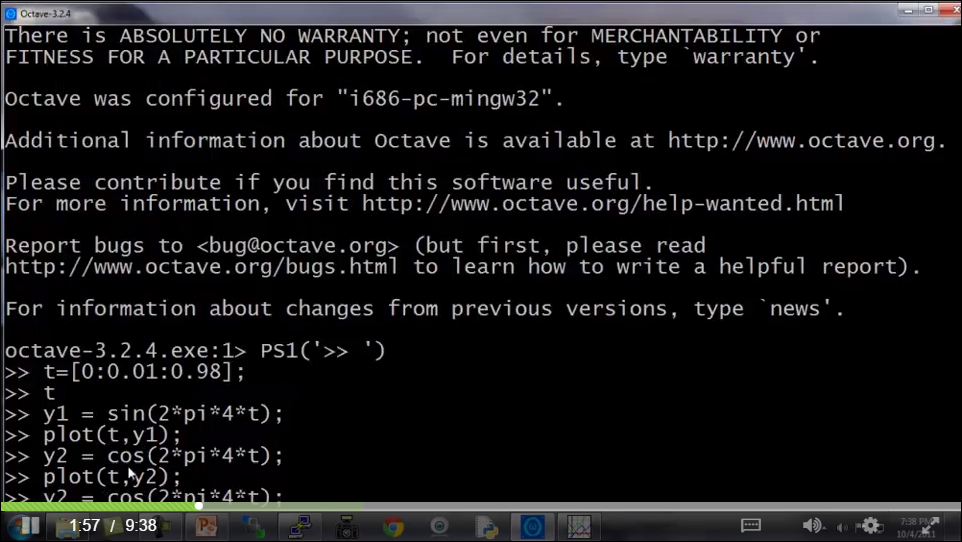 Octave-3.2.4
There is ABSOLUTELY NO WARRANTY; not even for MERCHANTABILITY or
FITNESS FOR A PARTICULAR PURPOSE.  For details, type `warranty'.
Octave was configured for "i686-pc-mingw32".
Additional information about Octave is available at http://www.octave.org.
Please contribute if you find this software useful.
For more information, visit http://www.octave.org/help-wanted.html
Report bugs to <bug@octave.org> (but first, please read
http://www.octave.org/bugs.html to learn how to write a helpful report).
For information about changes from previous versions, type `news'.
octave-3.2.4.exe:1> PS1('>> ')
>> t=[0:0.01:0.98];
>> t
>> y1 = sin(2*pi*4*t);
>> plot(t,y1);
>> y2 = cos(2*pi*4*t);
>> plot(t,y2);
>> y2 = cos(2*pi*4*t);
1:57 / 9:38
7:38 PM
10/4/2011